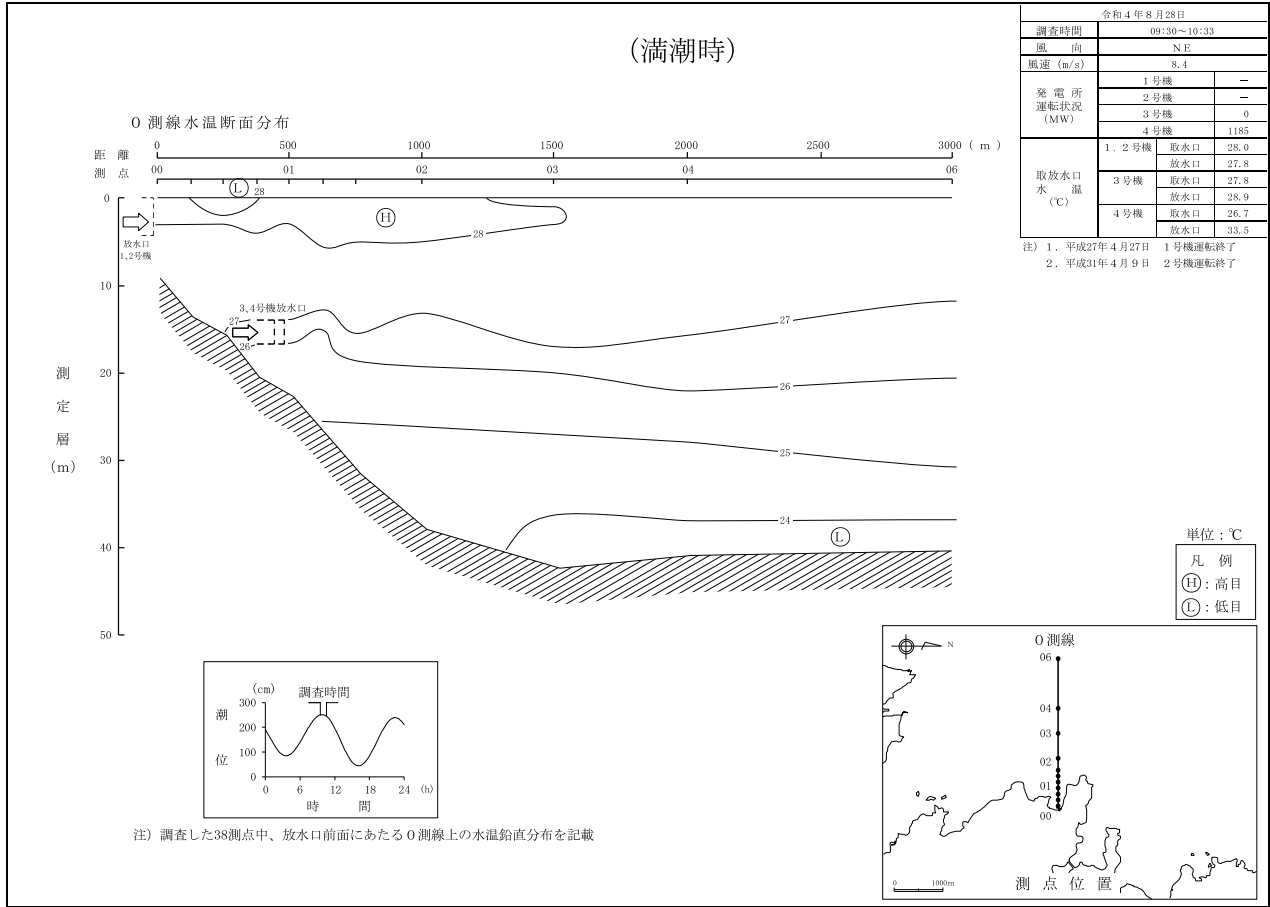 (満潮時)
令和4年8月28日
調査時間 09:30～10:33
風 向 NE
風速 (m/s) 8.4
発電所
運転状況
(MW)
1号機 －
2号機 －
3号機 0
4号機 1185
取放水口
水 温
(℃)
1、2号機 取水口 28.0
放水口 27.8
3号機 取水口 27.8
放水口 28.9
4号機 取水口 26.7
放水口 33.5
注) 1．平成27年4月27日 1号機運転終了
2．平成31年4月9日 2号機運転終了
0測線水温断面分布
距 離 0 500 1000 1500 2000 2500 3000 (m)
測 点 00 01 02 03 04 06
L 28
0
H
28
放水口
1,2号機
10
3、4号機放水口
27
27
26
20
26
測
定
層
(m)
25
30
24
L
40
50
単位：℃
凡 例
H：高目
L：低目
(cm)
調査時間
潮
位
300
200
100
0
0 6 12 18 24 (h)
時 間
注) 調査した38測点中、放水口前面にあたる0測線上の水温鉛直分布を記載
N
0測線
06
04
03
02
01
00
0 1000m
測点位置